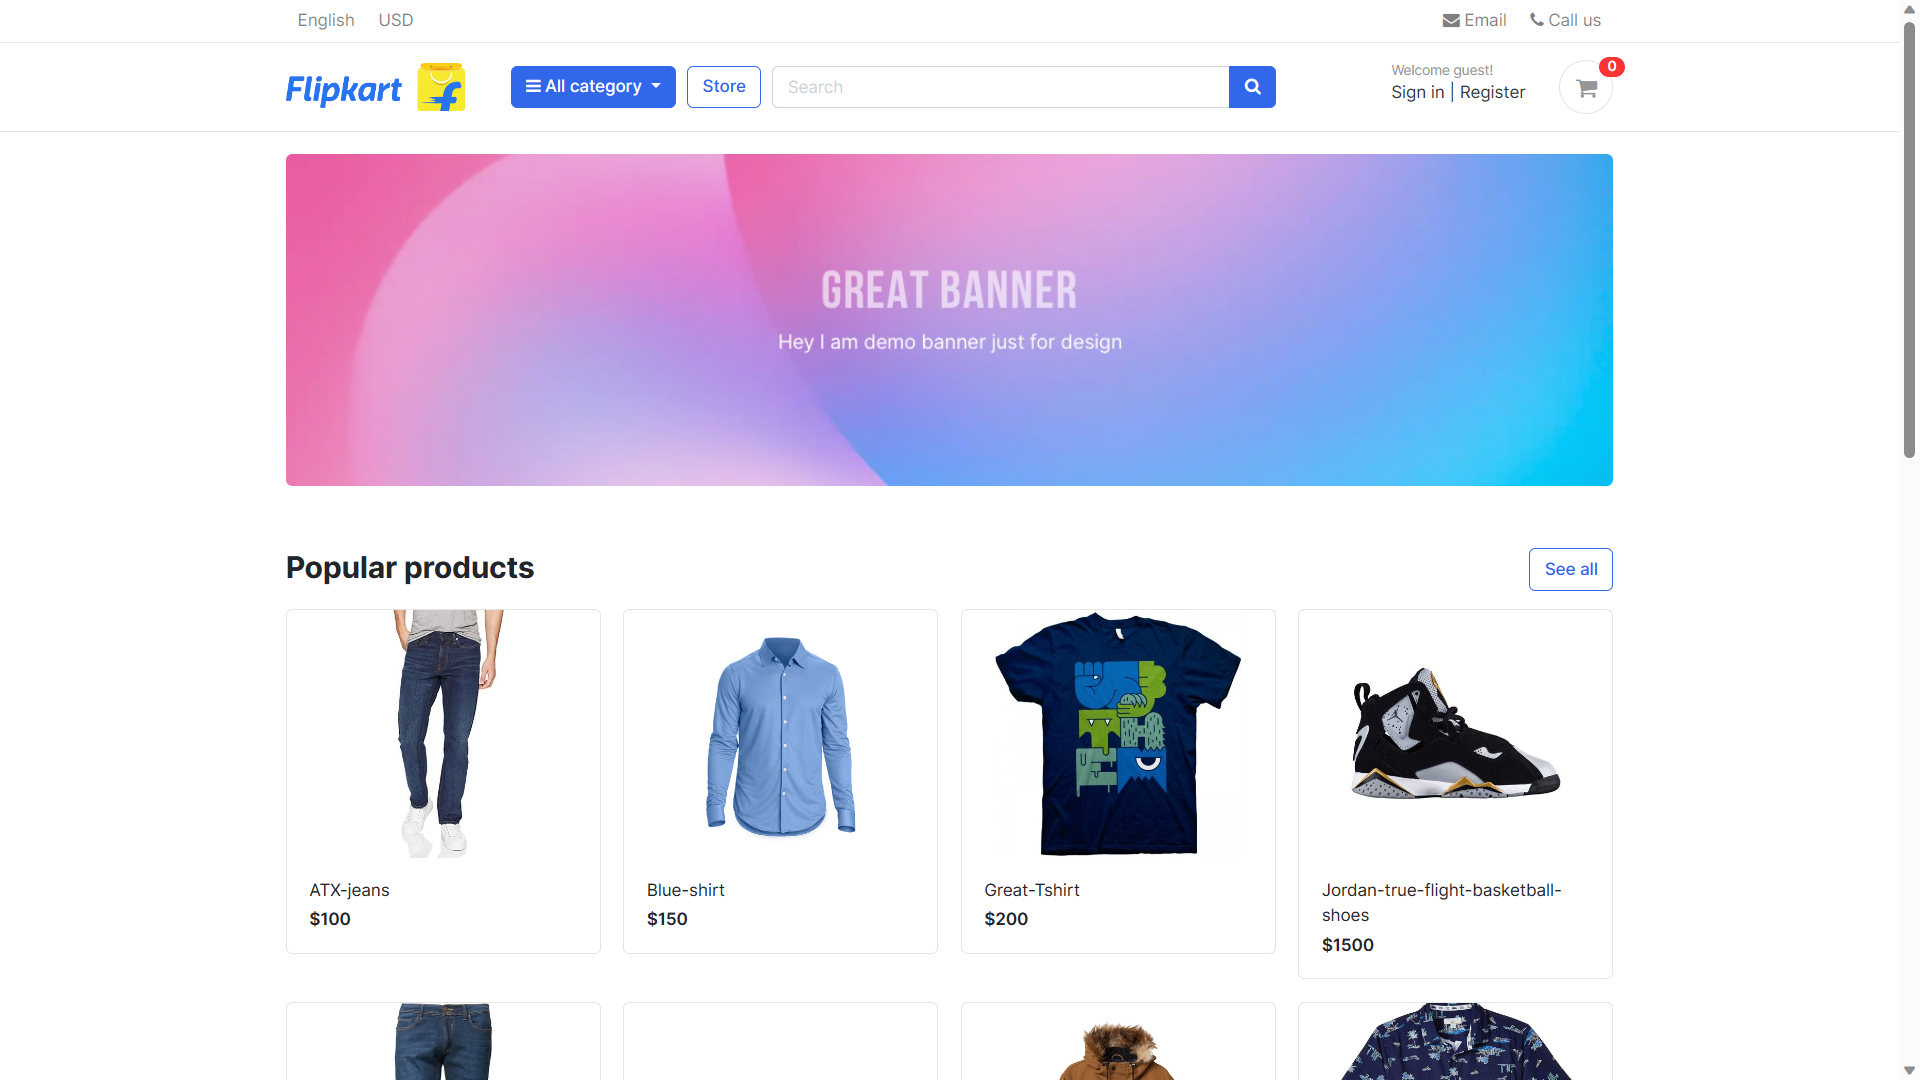 English USD
Email Call us
Flipkart
All category
Store
Search
Welcome guest!
Sign in | Register
0
GREAT BANNER
Hey I am demo banner just for design
Popular products
See all
ATX-jeans
$100
Blue-shirt
$150
Great-Tshirt
$200
Jordan-true-flight-basketball-
shoes
$1500